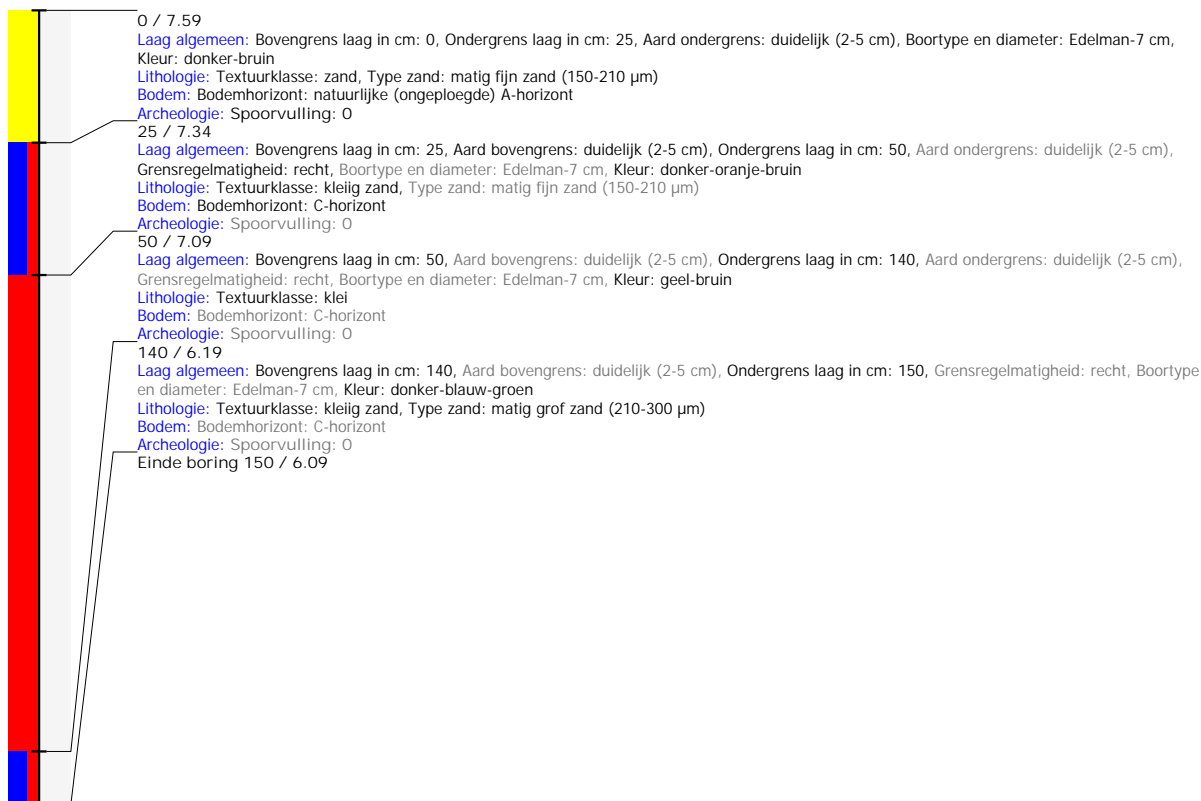 0 / 7.59
Laag algemeen: Bovengrens laag in cm: 0, Ondergrens laag in cm: 25, Aard ondergrens: duidelijk (2-5 cm), Boortype en diameter: Edelman-7 cm,
Kleur: donker-bruin
Lithologie: Textuurklasse: zand, Type zand: matig fijn zand (150-210 µm)
Bodem: Bodemhorizont: natuurlijke (ongeploegde) A-horizont
Archeologie: Spoorvulling: 0
25 / 7.34
Laag algemeen: Bovengrens laag in cm: 25, Aard bovengrens: duidelijk (2-5 cm), Ondergrens laag in cm: 50, Aard ondergrens: duidelijk (2-5 cm),
Grensregelmatigheid: recht, Boortype en diameter: Edelman-7 cm, Kleur: donker-oranje-bruin
Lithologie: Textuurklasse: kleiig zand, Type zand: matig fijn zand (150-210 µm)
Bodem: Bodemhorizont: C-horizont
Archeologie: Spoorvulling: 0
50 / 7.09
Laag algemeen: Bovengrens laag in cm: 50, Aard bovengrens: duidelijk (2-5 cm), Ondergrens laag in cm: 140, Aard ondergrens: duidelijk (2-5 cm),
Grensregelmatigheid: recht, Boortype en diameter: Edelman-7 cm, Kleur: geel-bruin
Lithologie: Textuurklasse: klei
Bodem: Bodemhorizont: C-horizont
Archeologie: Spoorvulling: 0
140 / 6.19
Laag algemeen: Bovengrens laag in cm: 140, Aard bovengrens: duidelijk (2-5 cm), Ondergrens laag in cm: 150, Grensregelmatigheid: recht, Boortype
en diameter: Edelman-7 cm, Kleur: donker-blauw-groen
Lithologie: Textuurklasse: kleiig zand, Type zand: matig grof zand (210-300 µm)
Bodem: Bodemhorizont: C-horizont
Archeologie: Spoorvulling: 0
Einde boring 150 / 6.09